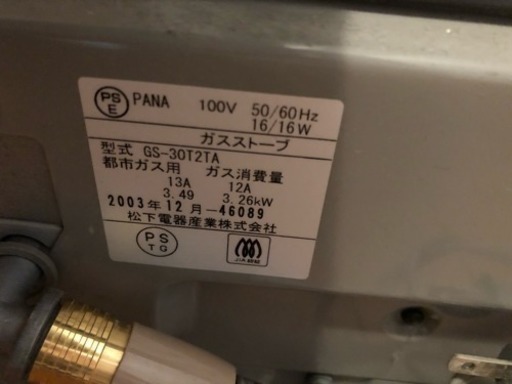 PS E PANA 100V 50/60Hz
16/16W
ガスストーブ
型式 GS-30T2TA
都市ガス用 ガス消費量
13A 12A
3.49 3.26kW
2003年12月-46089
松下電器産業株式会社
PS TG